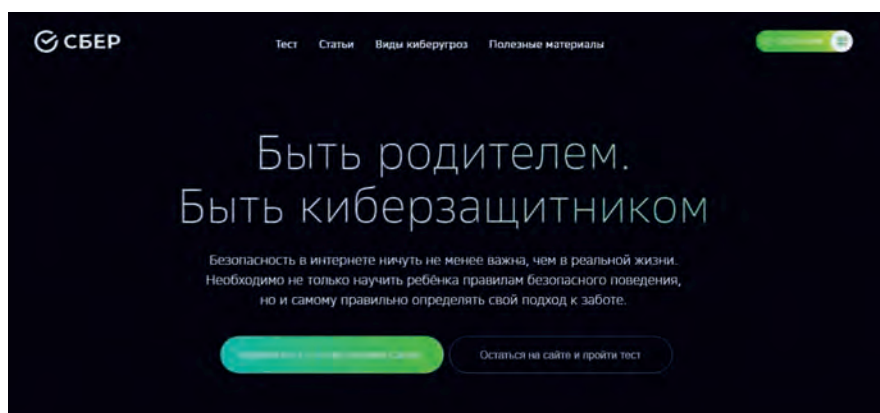 СБЕР
Тест Статьи Виды киберугроз Полезные материалы
Быть родителем.
Быть киберзащитником
Безопасность в интернете ничуть не менее важна, чем в реальной жизни.
Необходимо не только научить ребёнка правилам безопасного поведения,
но и самому правильно определять свой подход к заботе.
Остаться на сайте и пройти тест